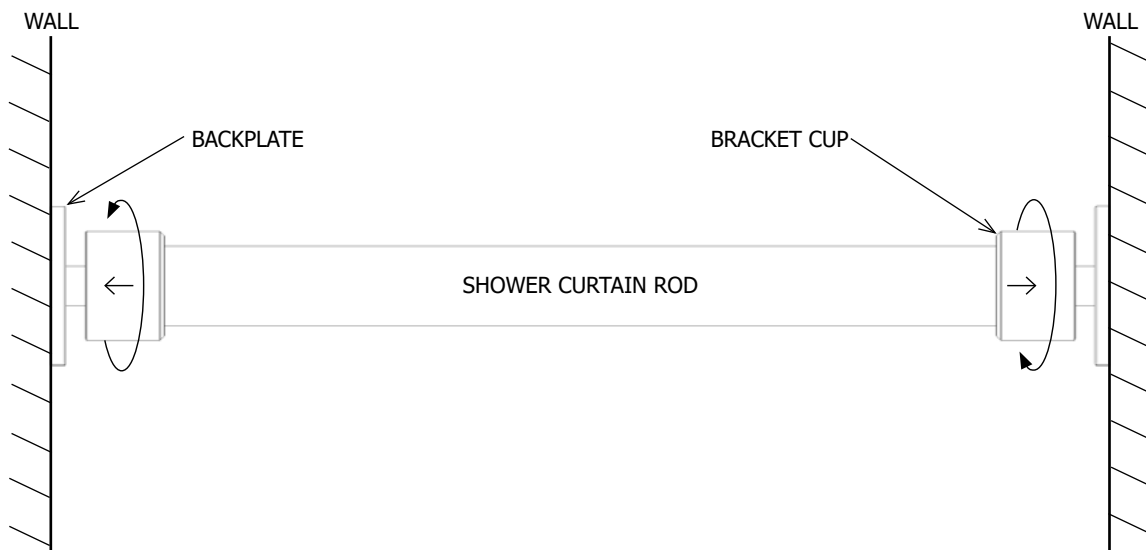 WALL
WALL
BACKPLATE
BRACKET CUP
SHOWER CURTAIN ROD